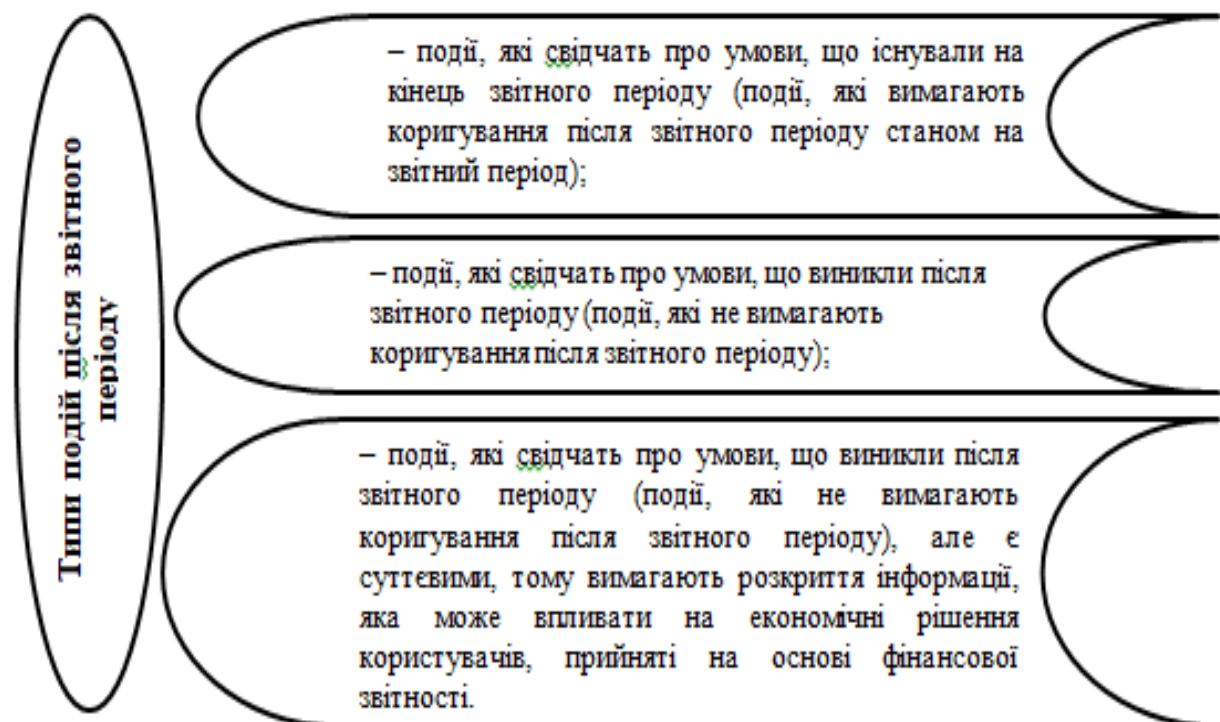 Типи подій після звітного
періоду
– події, які свідчать про умови, що існували на
кінець звітного періоду (події, які вимагають
коригування після звітного періоду станом на
звітний період);
– події, які свідчать про умови, що виникли після
звітного періоду (події, які не вимагають
коригування після звітного періоду);
– події, які свідчать про умови, що виникли після
звітного періоду (події, які не вимагають
коригування після звітного періоду), але є
суттєвими, тому вимагають розкриття інформації,
яка може впливати на економічні рішення
користувачів, прийняті на основі фінансової
звітності.